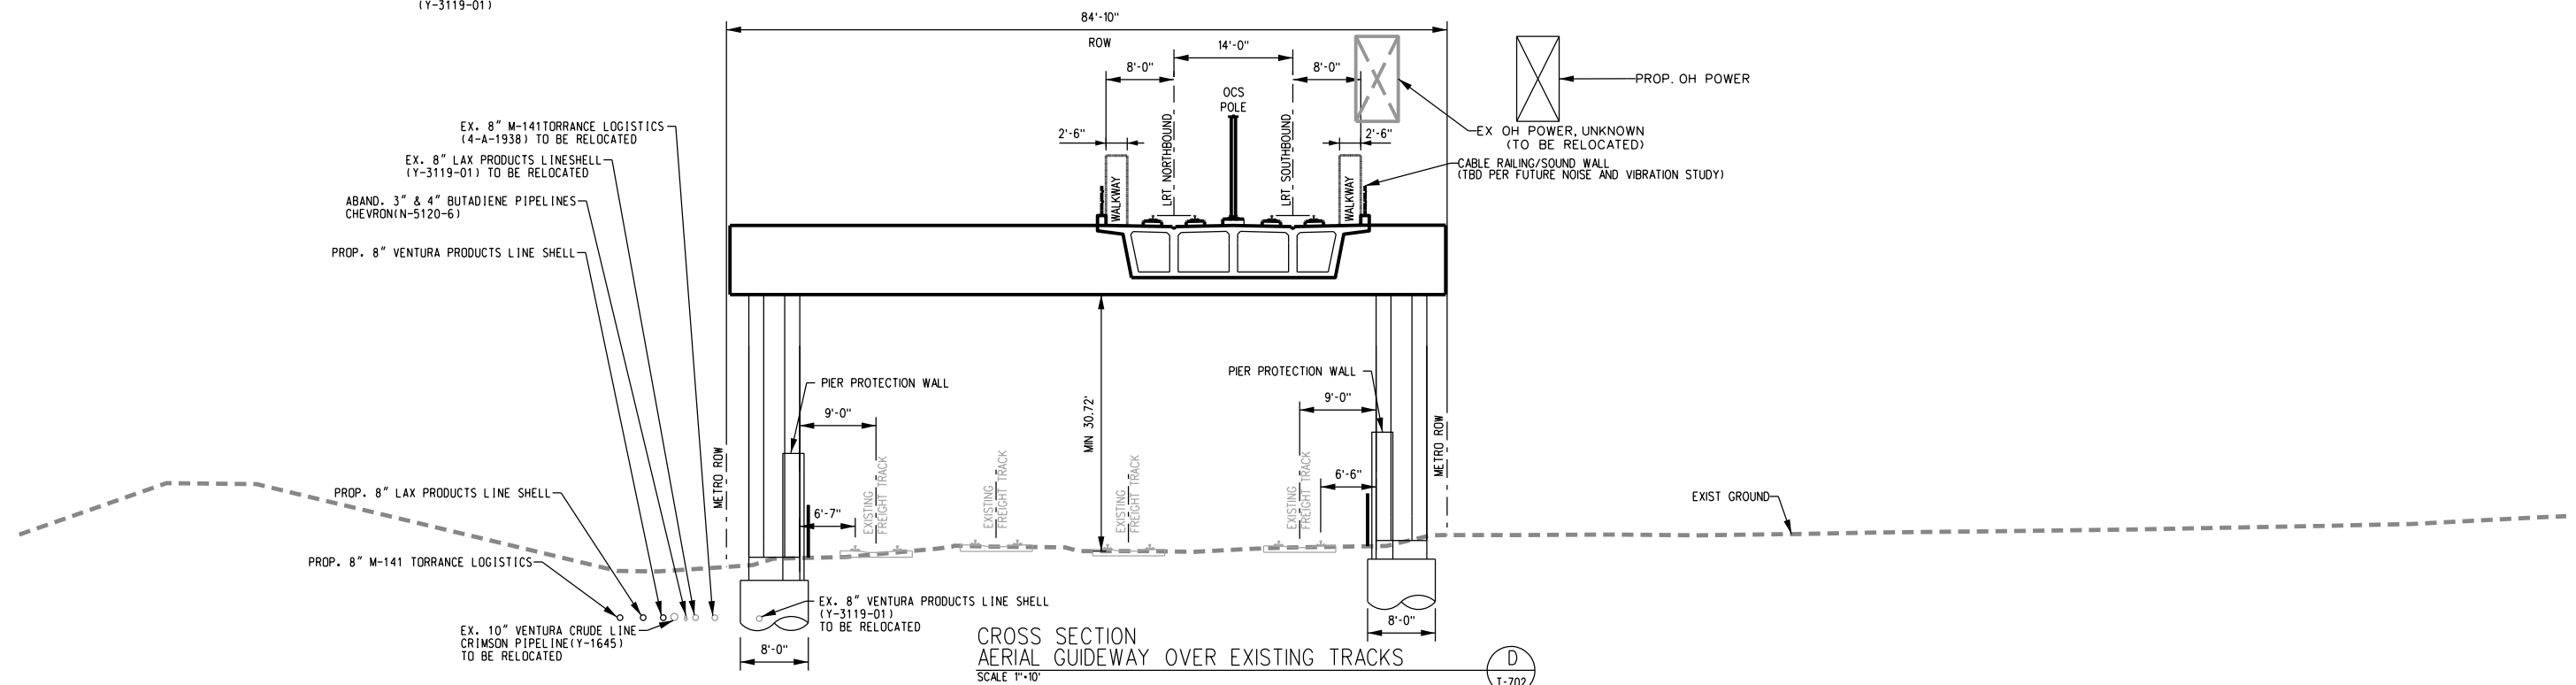 (Y-3119-01)
84'-10"
ROW
14'-0"
8'-0"
8'-0"
OCS
POLE
PROP. OH POWER
EX. 8" M-141TORRANCE LOGISTICS
(4-A-1938) TO BE RELOCATED
2'-6"
LRT NORTHBOUND
LRT SOUTHBOUND
2'-6"
EX OH POWER, UNKNOWN
(TO BE RELOCATED)
EX. 8" LAX PRODUCTS LINESHELL
(Y-3119-01) TO BE RELOCATED
CABLE RAILING/SOUND WALL
(TBD PER FUTURE NOISE AND VIBRATION STUDY)
ABAND. 3" & 4" BUTADIENE PIPELINES
CHEVRON(N-5120-6)
WALKWAY
WALKWAY
PROP. 8" VENTURA PRODUCTS LINE SHELL
PIER PROTECTION WALL
PIER PROTECTION WALL
9'-0"
MIN 30.72'
9'-0"
METRO ROW
EXISTING
FREIGHT TRACK
EXISTING
FREIGHT TRACK
EXISTING
FREIGHT TRACK
EXISTING
FREIGHT TRACK
METRO ROW
6'-6"
PROP. 8" LAX PRODUCTS LINE SHELL
6'-7"
EXIST GROUND
PROP. 8" M-141 TORRANCE LOGISTICS
EX. 8" VENTURA PRODUCTS LINE SHELL
(Y-3119-01)
TO BE RELOCATED
EX. 10" VENTURA CRUDE LINE
CRIMSON PIPELINE(Y-1645)
TO BE RELOCATED
8'-0"
8'-0"
CROSS SECTION
AERIAL GUIDEWAY OVER EXISTING TRACKS
SCALE 1"=10'
D
T-702